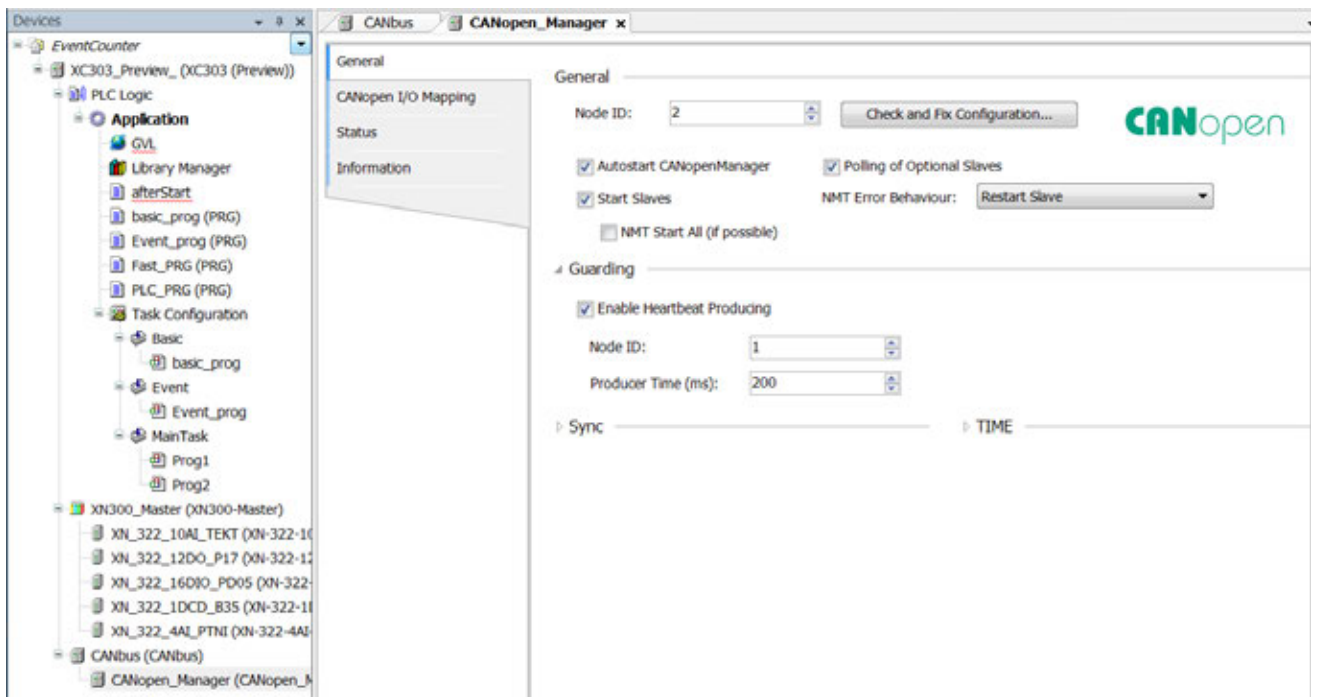 Devices
EventCounter
XC303_Preview_ (XC303 (Preview))
PLC Logic
Application
GVL
Library Manager
afterStart
basic_prog (PRG)
Event_prog (PRG)
Fast_PRG (PRG)
PLC_PRG (PRG)
Task Configuration
Basic
basic_prog
Event
Event_prog
MainTask
Prog1
Prog2
XN300_Master (XN300-Master)
XN_322_10AI_TEKT (XN-322-10
XN_322_12DO_P17 (XN-322-12
XN_322_16DIO_PD05 (XN-322-
XN_322_1DCD_B35 (XN-322-1
XN_322_4AI_PTNI (XN-322-4AI-
CANbus (CANbus)
CANopen_Manager (CANopen_M
CANbus CANopen_Manager x
General
CANopen I/O Mapping
Status
Information
General
Node ID: 2 Check and Fix Configuration... CANopen
Autostart CANopenManager Polling of Optional Slaves
Start Slaves NMT Error Behaviour: Restart Slave
NMT Start All (if possible)
Guarding
Enable Heartbeat Producing
Node ID: 1
Producer Time (ms): 200
Sync TIME